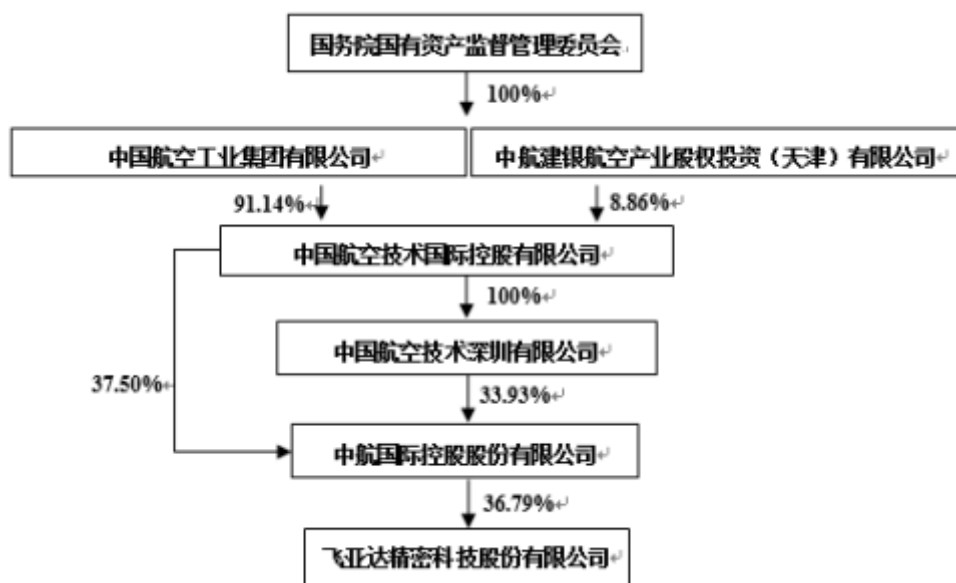 国务院国有资产监督管理委员会
100%
中国航空工业集团有限公司
中航建银航空产业股权投资（天津）有限公司
91.14%
8.86%
中国航空技术国际控股有限公司
100%
中国航空技术深圳有限公司
37.50%
33.93%
中航国际控股股份有限公司
36.79%
飞亚达精密科技股份有限公司